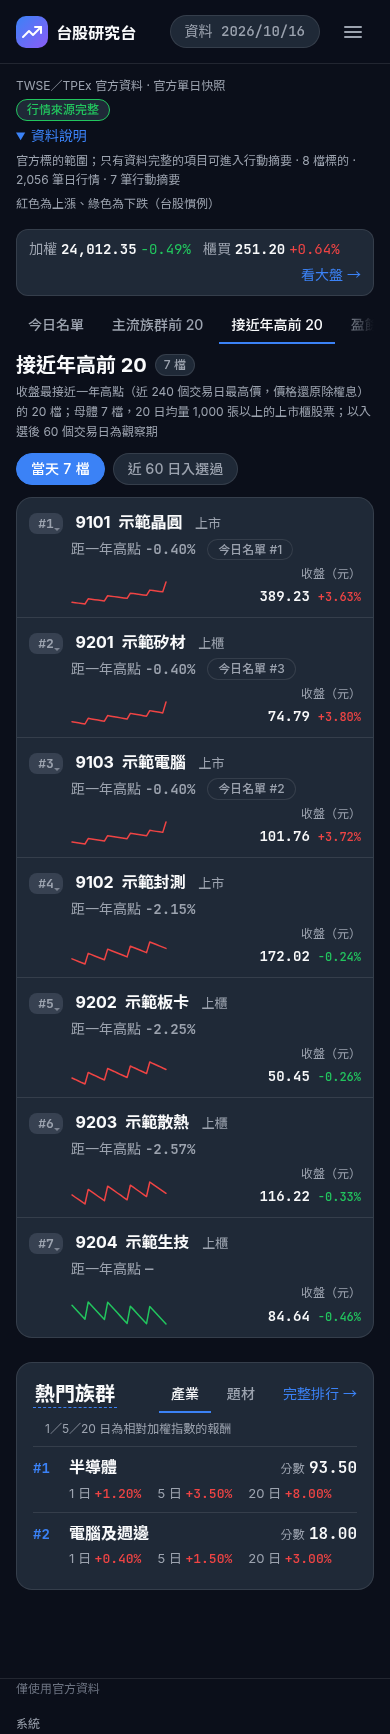 台股研究台
資料 2026/10/16
TWSE／TPEx 官方資料 · 官方單日快照
行情來源完整
▼ 資料說明
官方標的範圍；只有資料完整的項目可進入行動摘要 · 8 檔標的 ·
2,056 筆日行情 · 7 筆行動摘要
紅色為上漲、綠色為下跌（台股慣例）
加權 24,012.35 -0.49% 櫃買 251.20 +0.64%
看大盤 →
今日名單 主流族群前 20 接近年高前 20
接近年高前 20 7 檔
收盤最接近一年高點（近 240 個交易日最高價，價格還原除權息）
的 20 檔；母體 7 檔，20 日均量 1,000 張以上的上市櫃股票；以入
選後 60 個交易日為觀察期
當天 7 檔 近 60 日入選過
#1 9101 示範晶圓 上市
距一年高點 -0.40% 今日名單 #1
收盤（元）
389.23 +3.63%
#2 9201 示範矽材 上櫃
距一年高點 -0.40% 今日名單 #3
收盤（元）
74.79 +3.80%
#3 9103 示範電腦 上市
距一年高點 -0.40% 今日名單 #2
收盤（元）
101.76 +3.72%
#4 9102 示範封測 上市
距一年高點 -2.15%
收盤（元）
172.02 -0.24%
#5 9202 示範板卡 上櫃
距一年高點 -2.25%
收盤（元）
50.45 -0.26%
#6 9203 示範散熱 上櫃
距一年高點 -2.57%
收盤（元）
116.22 -0.33%
#7 9204 示範生技 上櫃
距一年高點 —
收盤（元）
84.64 -0.46%
熱門族群 產業 題材 完整排行 →
1／5／20 日為相對加權指數的報酬
#1 半導體 分數 93.50
1 日 +1.20% 5 日 +3.50% 20 日 +8.00%
#2 電腦及週邊 分數 18.00
1 日 +0.40% 5 日 +1.50% 20 日 +3.00%
僅使用官方資料
系統